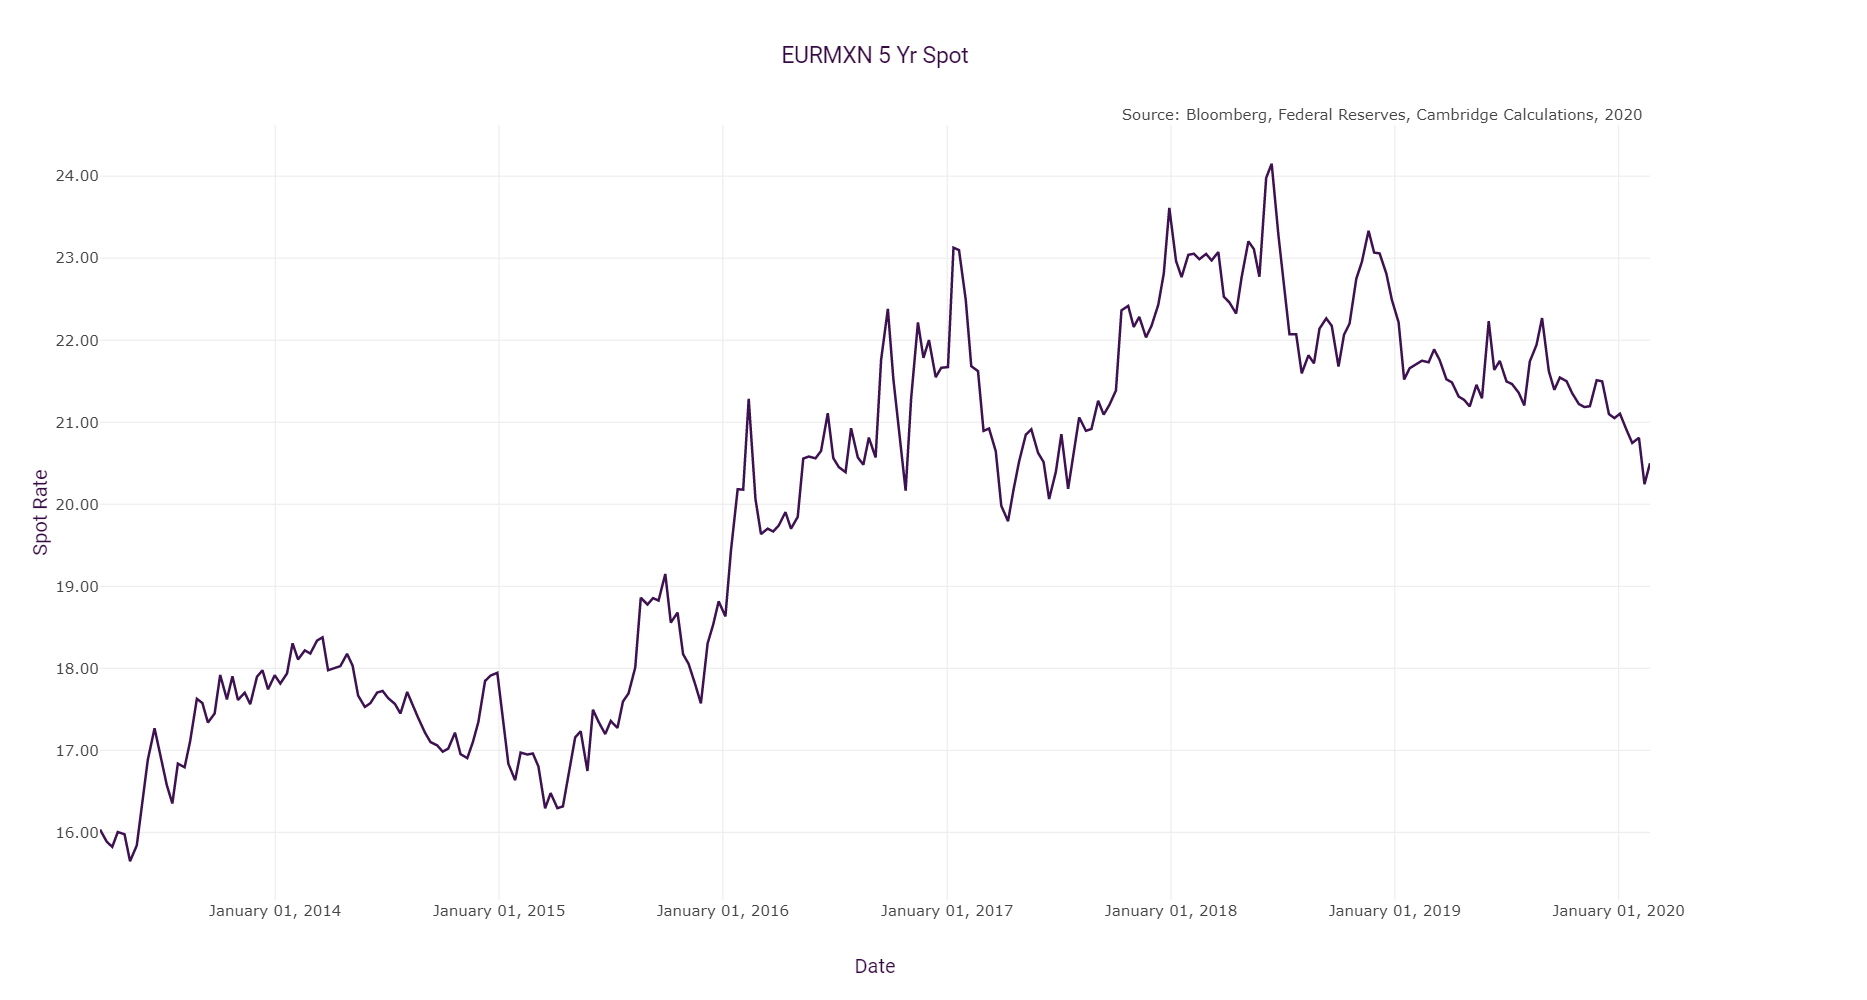 EURMXN 5 Yr Spot
Source: Bloomberg, Federal Reserves, Cambridge Calculations, 2020
24.00
23.00
22.00
21.00
20.00
19.00
18.00
17.00
16.00
Spot Rate
January 01, 2014
January 01, 2015
January 01, 2016
January 01, 2017
January 01, 2018
January 01, 2019
January 01, 2020
Date